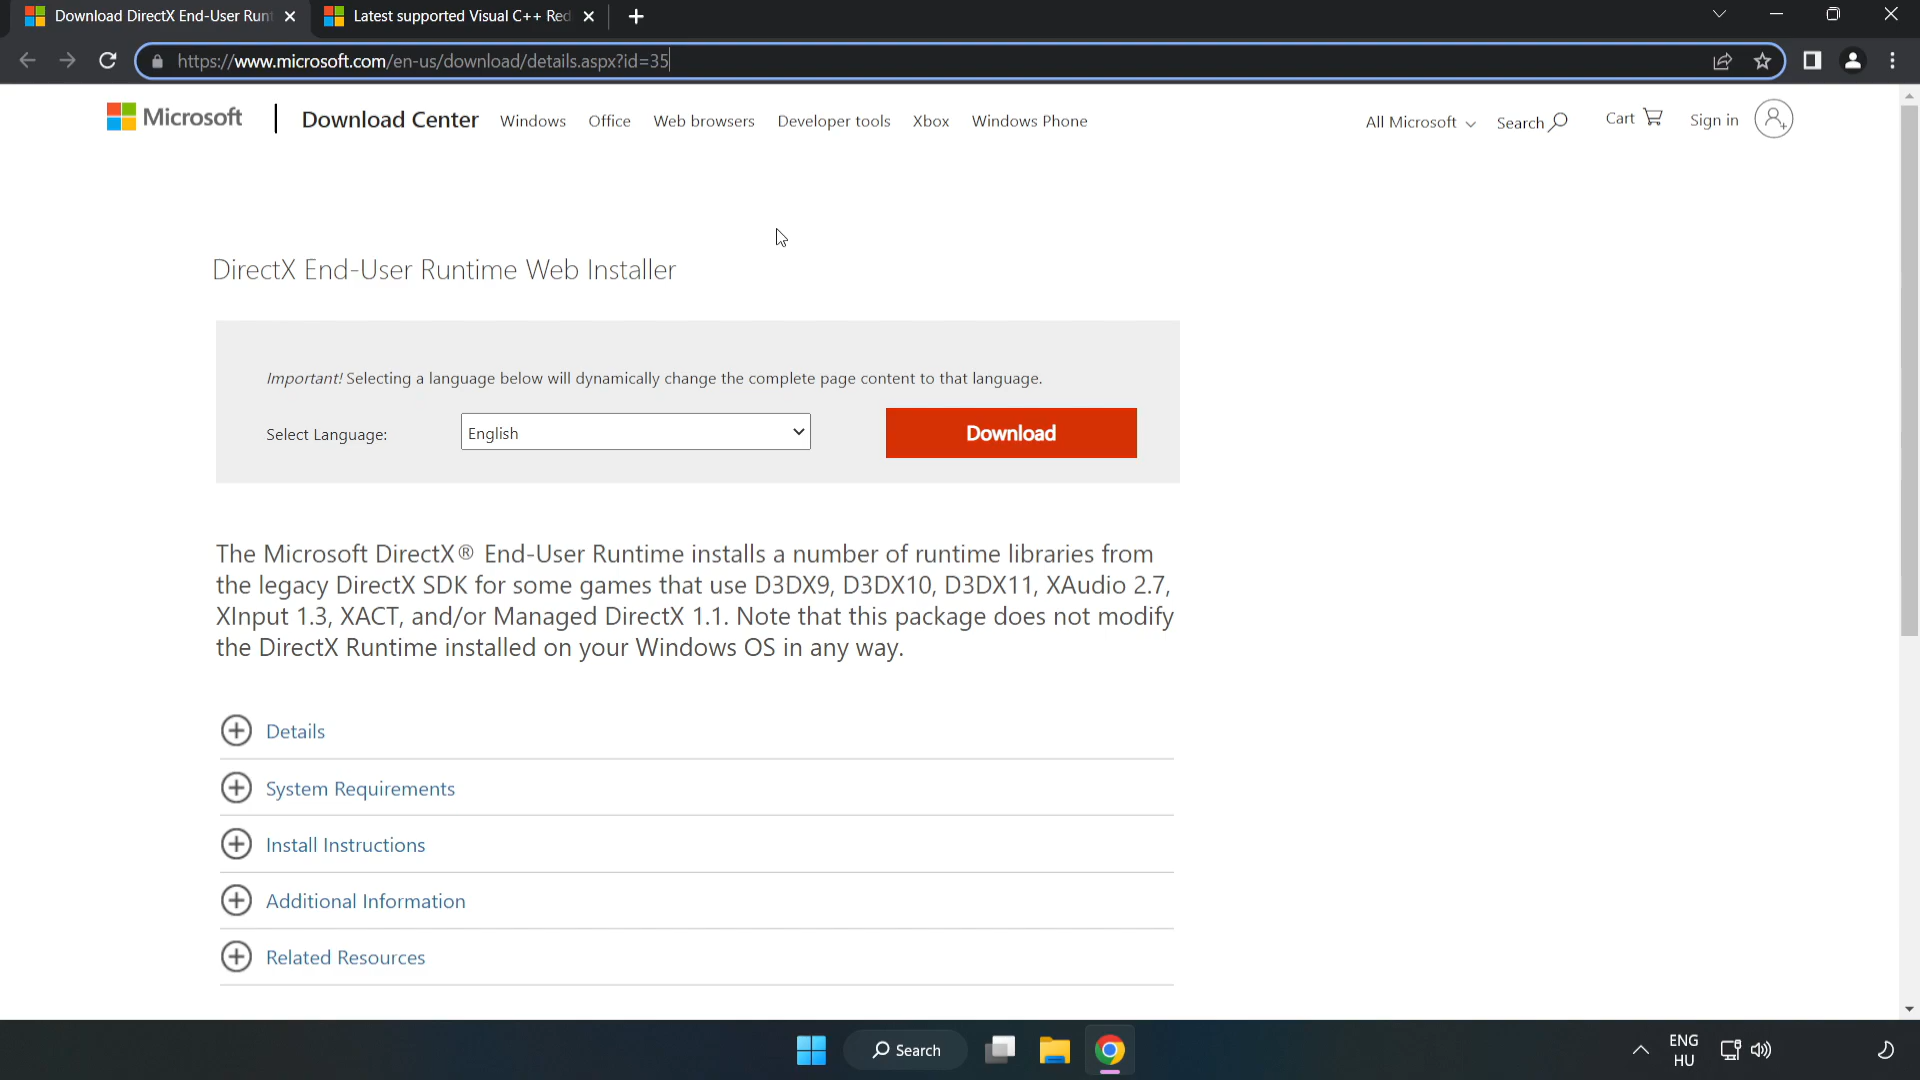 Download DirectX End-User Runt
Latest supported Visual C++ Red
https://www.microsoft.com/en-us/download/details.aspx?id=35
Microsoft
Download Center
Windows
Office
Web browsers
Developer tools
Xbox
Windows Phone
All Microsoft
Search
Cart
Sign in
DirectX End-User Runtime Web Installer
Important! Selecting a language below will dynamically change the complete page content to that language.
Select Language:
English
Download
The Microsoft DirectX® End-User Runtime installs a number of runtime libraries from
the legacy DirectX SDK for some games that use D3DX9, D3DX10, D3DX11, XAudio 2.7,
XInput 1.3, XACT, and/or Managed DirectX 1.1. Note that this package does not modify
the DirectX Runtime installed on your Windows OS in any way.
Details
System Requirements
Install Instructions
Additional Information
Related Resources
Search
ENG
HU